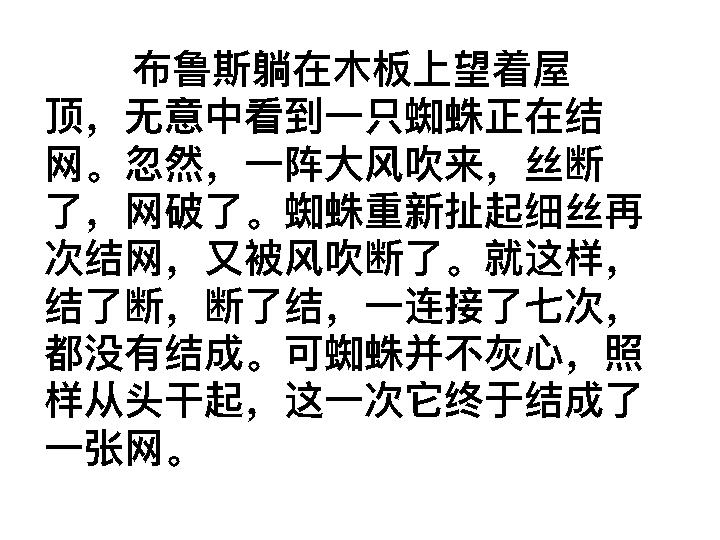 布鲁斯躺在木板上望着屋
顶，无意中看到一只蜘蛛正在结
网。忽然，一阵大风吹来，丝断
了，网破了。蜘蛛重新扯起细丝再
次结网，又被风吹断了。就这样，
结了断，断了结，一连接了七次，
都没有结成。可蜘蛛并不灰心，照
样从头干起，这一次它终于结成了
一张网。